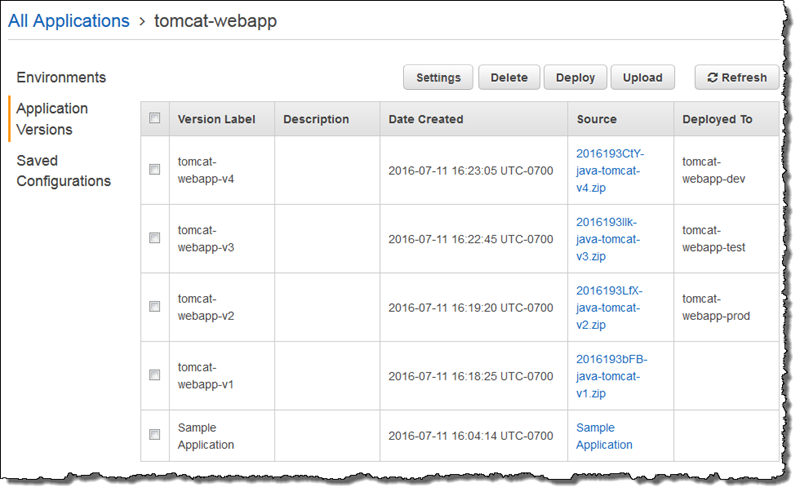 All Applications > tomcat-webapp
Environments
Application
Versions
Saved
Configurations
Settings Delete Deploy Upload Refresh
Version Label Description Date Created Source Deployed To
tomcat-
webapp-v4
2016-07-11 16:23:05 UTC-0700
2016193CtY-
java-tomcat-
v4.zip
tomcat-
webapp-dev
tomcat-
webapp-v3
2016-07-11 16:22:45 UTC-0700
2016193llk-
java-tomcat-
v3.zip
tomcat-
webapp-test
tomcat-
webapp-v2
2016-07-11 16:19:20 UTC-0700
2016193LfX-
java-tomcat-
v2.zip
tomcat-
webapp-prod
tomcat-
webapp-v1
2016-07-11 16:18:25 UTC-0700
2016193bFB-
java-tomcat-
v1.zip
Sample
Application
2016-07-11 16:04:14 UTC-0700
Sample
Application